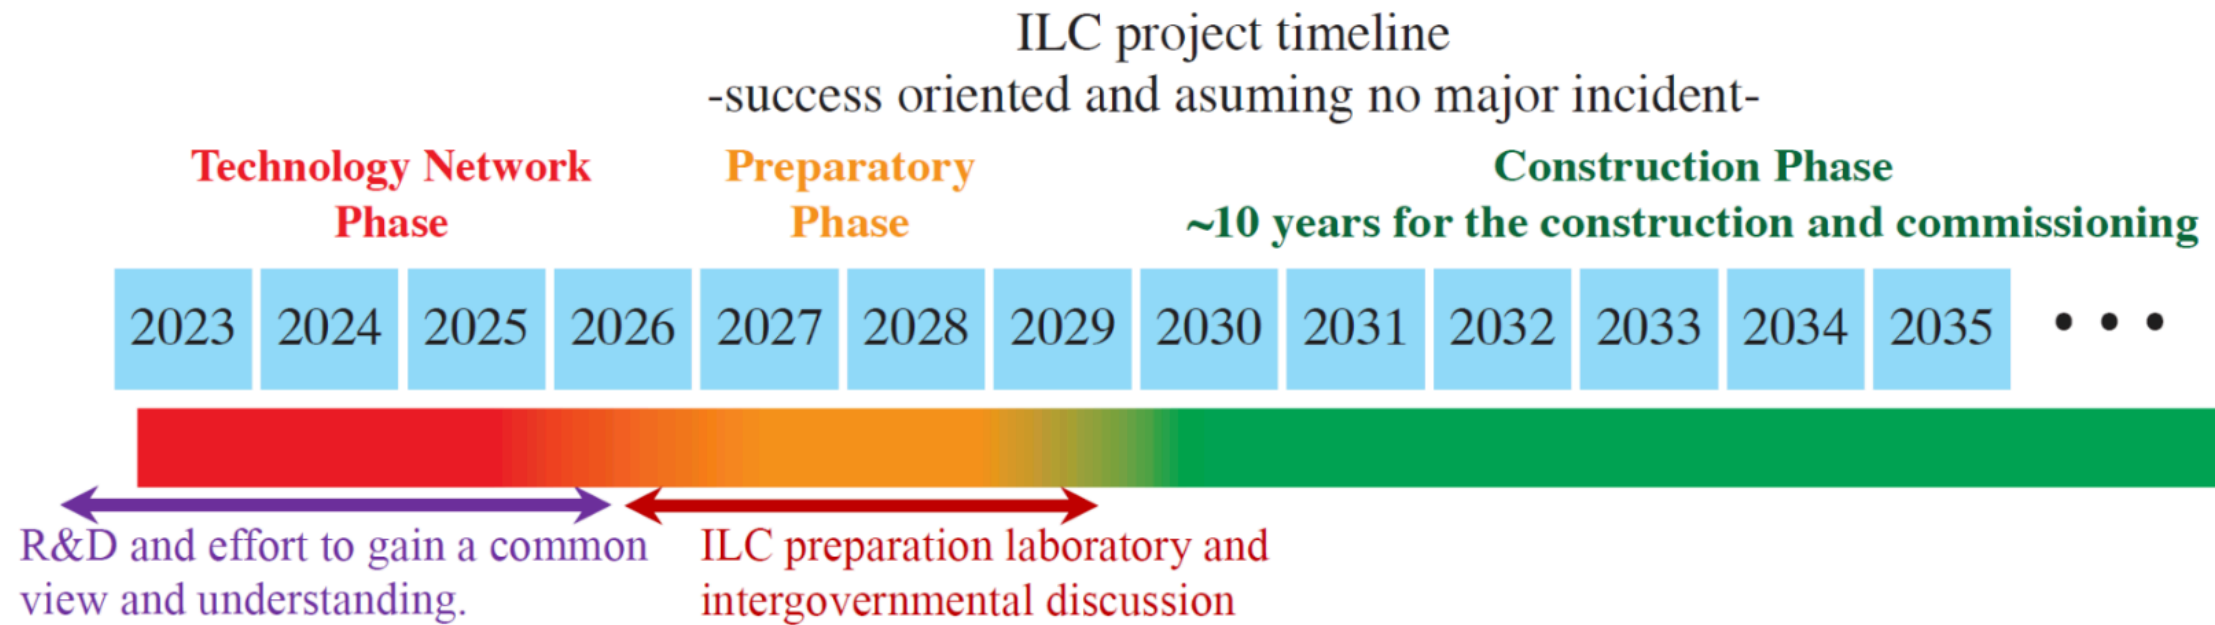 ILC project timeline
-success oriented and asuming no major incident-
Technology Network
Phase
Preparatory
Phase
Construction Phase
~10 years for the construction and commissioning
2023 2024 2025 2026 2027 2028 2029 2030 2031 2032 2033 2034 2035 • • •
R&D and effort to gain a common
view and understanding.
ILC preparation laboratory and
intergovernmental discussion